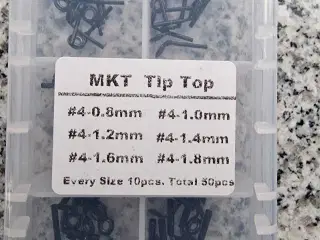 MKT Tip Top
#4-0.8mm #4-1.0mm
#4-1.2mm #4-1.4mm
#4-1.6mm #4-1.8mm
Every Size 10pcs. Total 50pcs